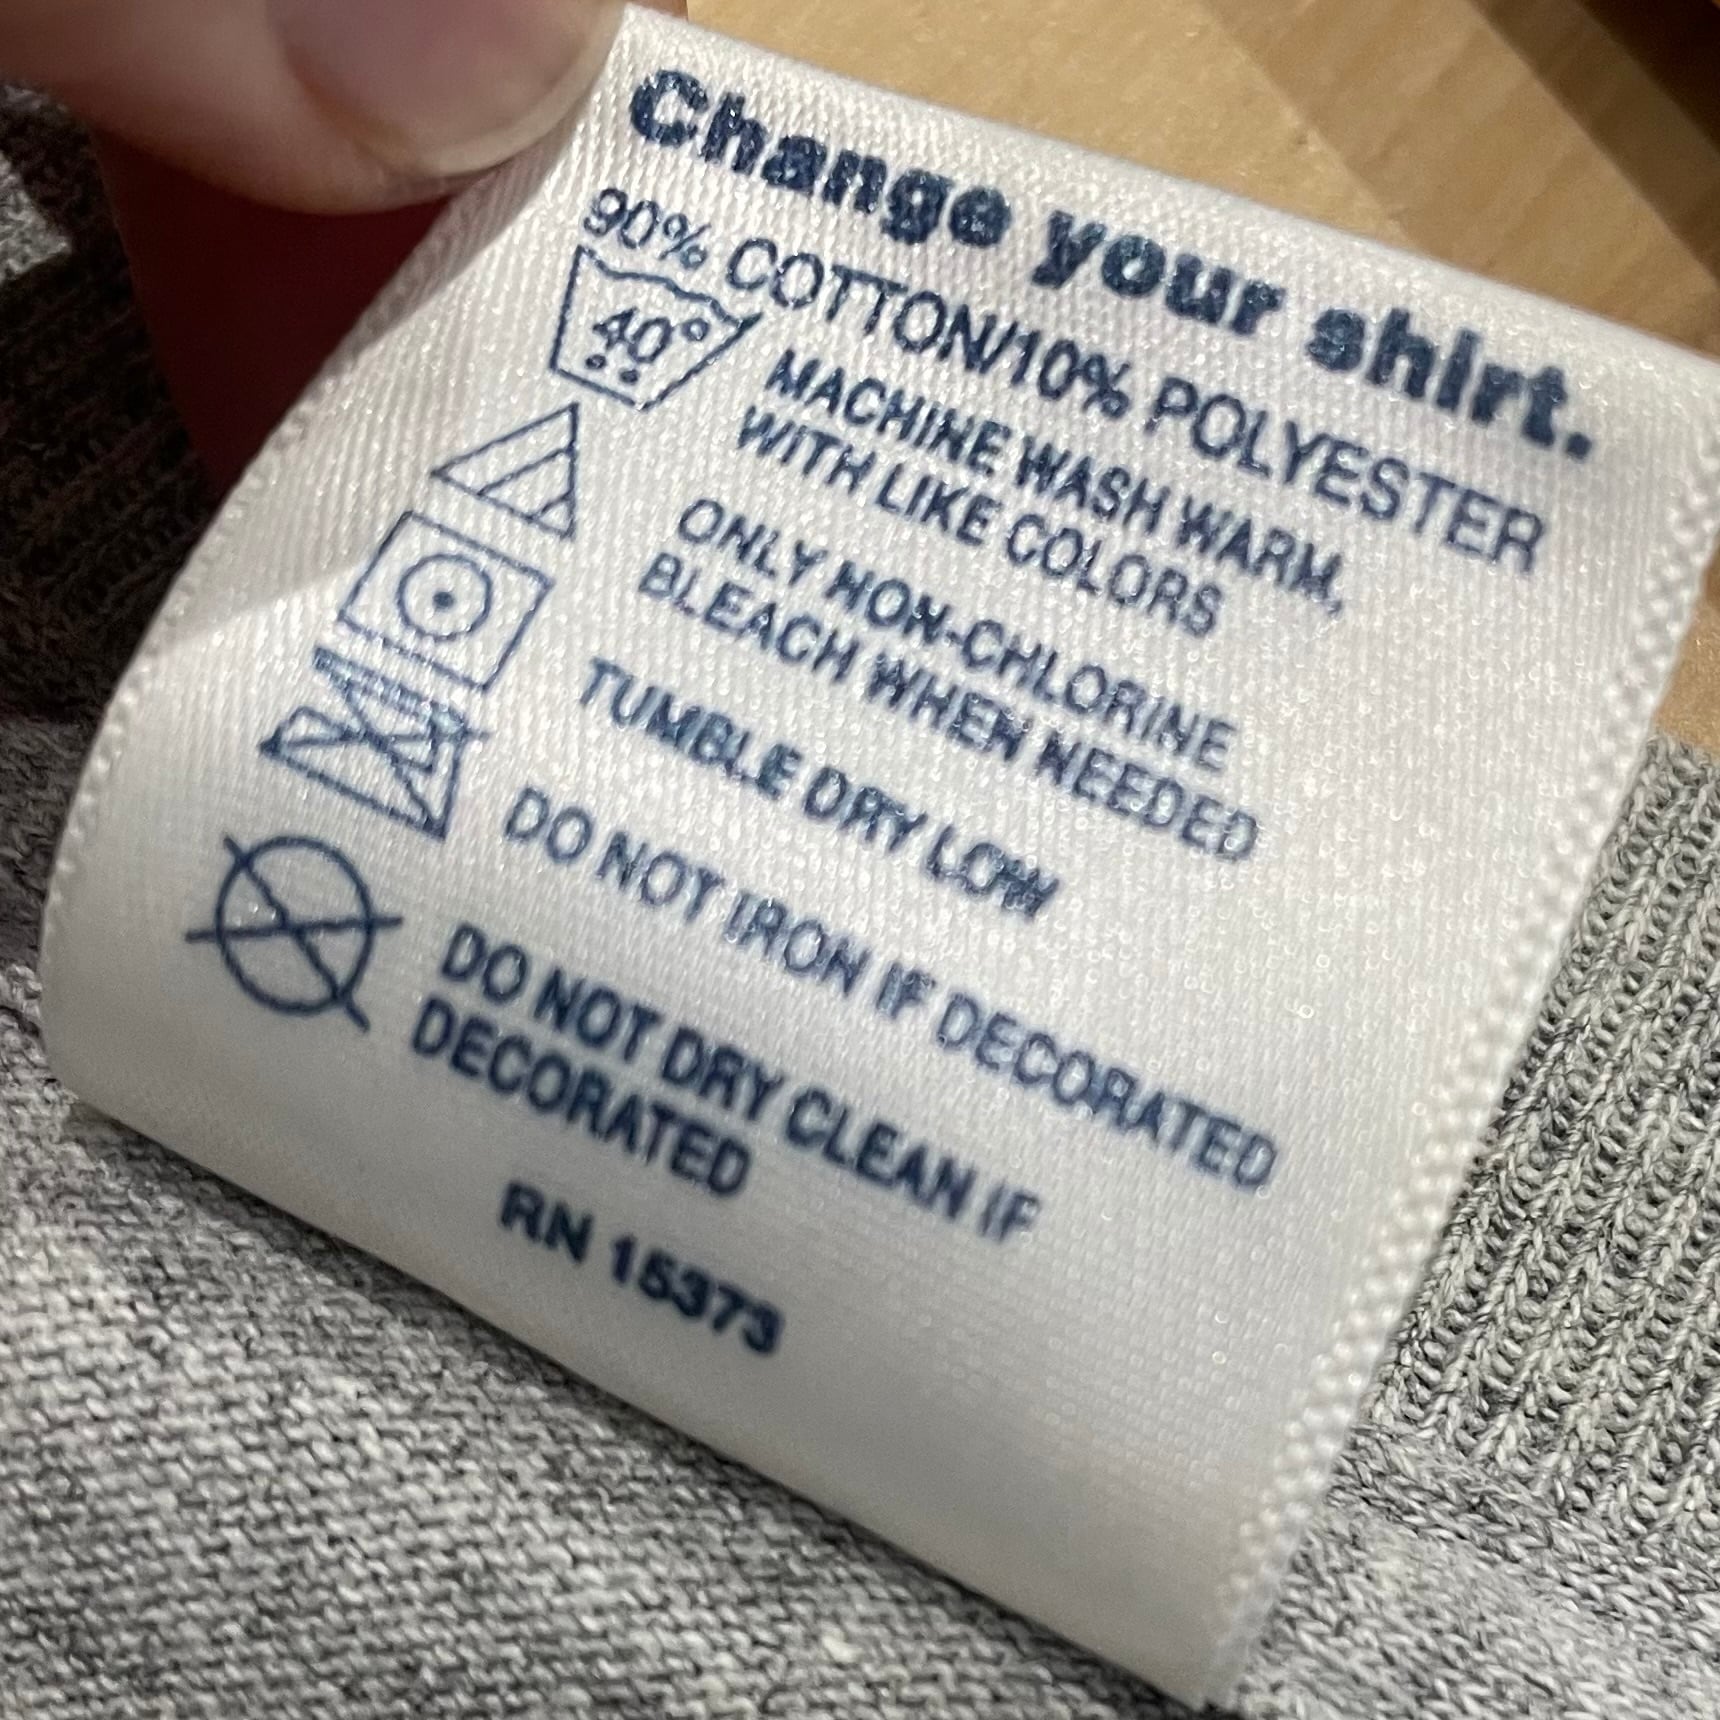 Change your shirt.
90% COTTON/10% POLYESTER
40°
MACHINE WASH WARM,
WITH LIKE COLORS
ONLY NON-CHLORINE
BLEACH WHEN NEEDED
TUMBLE DRY LOW
DO NOT IRON IF DECORATED
DO NOT DRY CLEAN IF
DECORATED
RN 15373